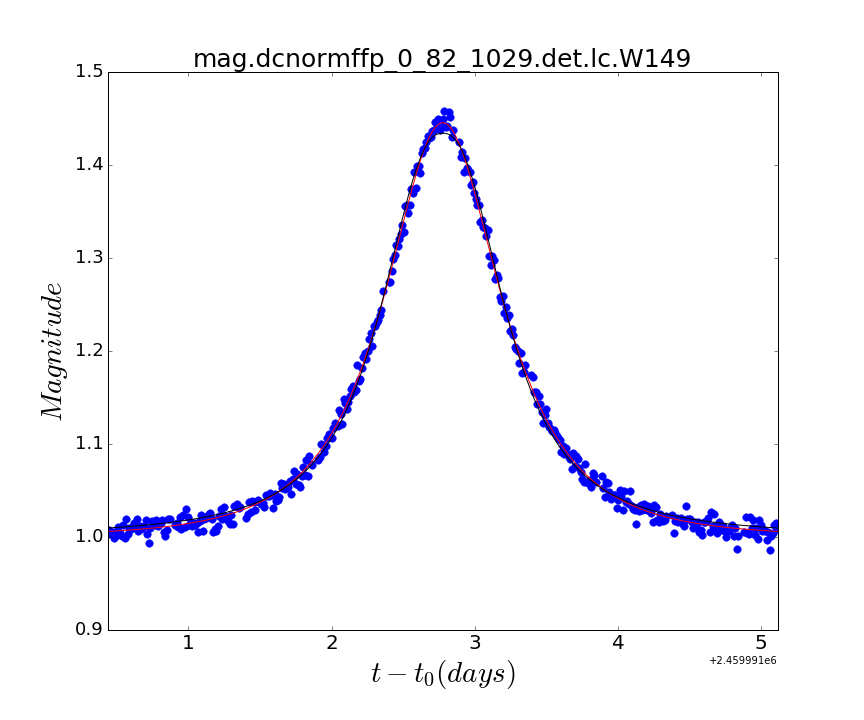 mag.dcnormffp_0_82_1029.det.lc.W149
1.5
1.4
1.3
1.2
1.1
1.0
0.9
Magnitude
1 2 3 4 5
+2.459991e6
t − t₀(days)